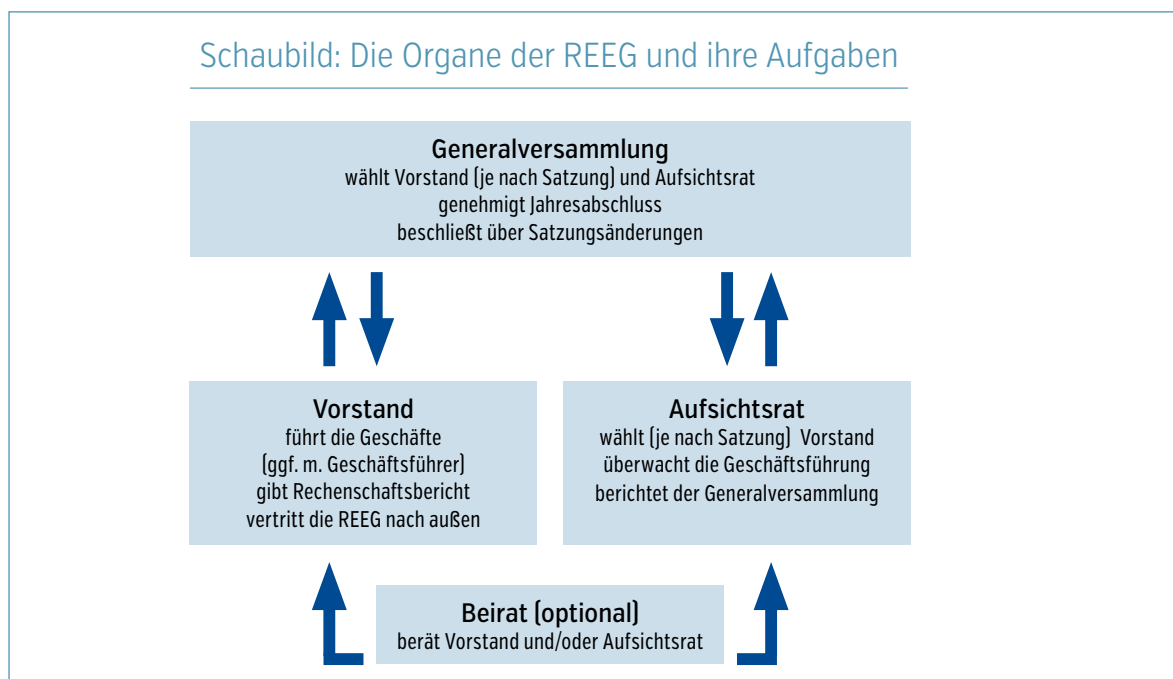 Schaubild: Die Organe der REEG und ihre Aufgaben
Generalversammlung
wählt Vorstand (je nach Satzung) und Aufsichtsrat
genehmigt Jahresabschluss
beschließt über Satzungsänderungen
Vorstand
führt die Geschäfte
(ggf. m. Geschäftsführer)
gibt Rechenschaftsbericht
vertritt die REEG nach außen
Aufsichtsrat
wählt (je nach Satzung) Vorstand
überwacht die Geschäftsführung
berichtet der Generalversammlung
Beirat (optional)
berät Vorstand und/oder Aufsichtsrat